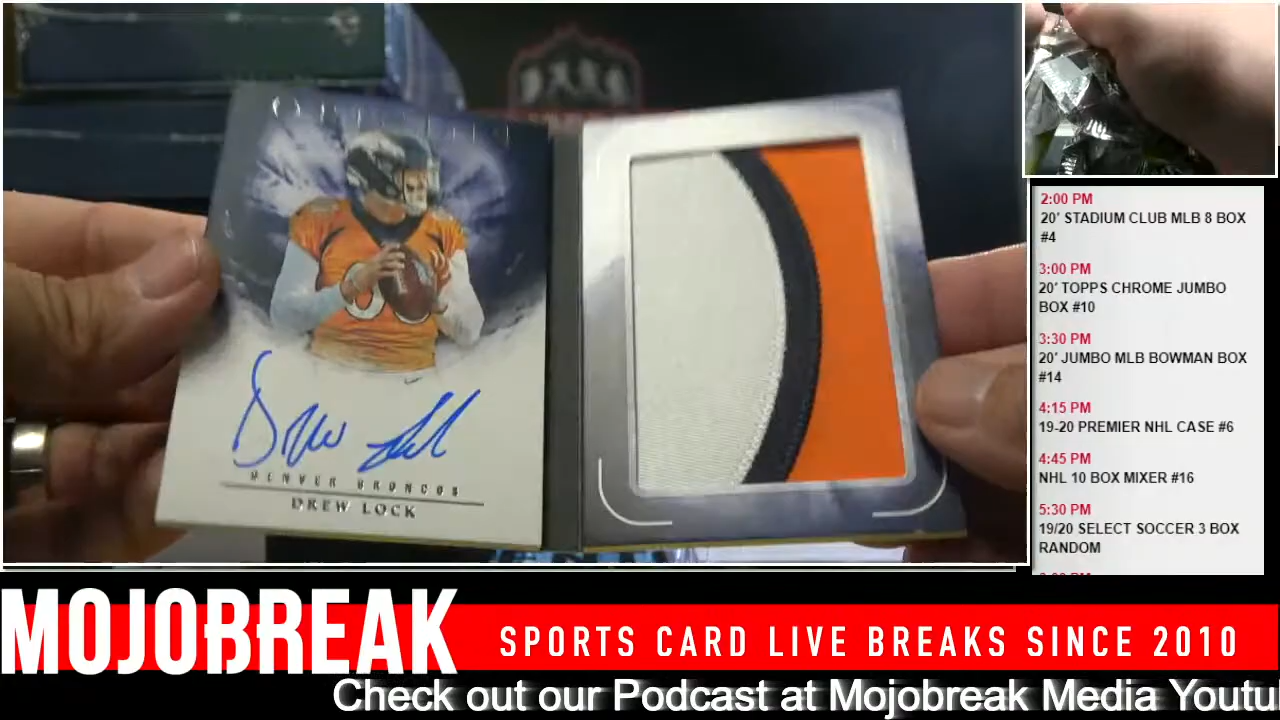 DENVER BRONCOS
DREW LOCK
2:00 PM
20' STADIUM CLUB MLB 8 BOX
#4
3:00 PM
20' TOPPS CHROME JUMBO
BOX #10
3:30 PM
20' JUMBO MLB BOWMAN BOX
#14
4:15 PM
19-20 PREMIER NHL CASE #6
4:45 PM
NHL 10 BOX MIXER #16
5:30 PM
19/20 SELECT SOCCER 3 BOX
RANDOM
MOJOBREAK
SPORTS CARD LIVE BREAKS SINCE 2010
Check out our Podcast at Mojobreak Media Youtu